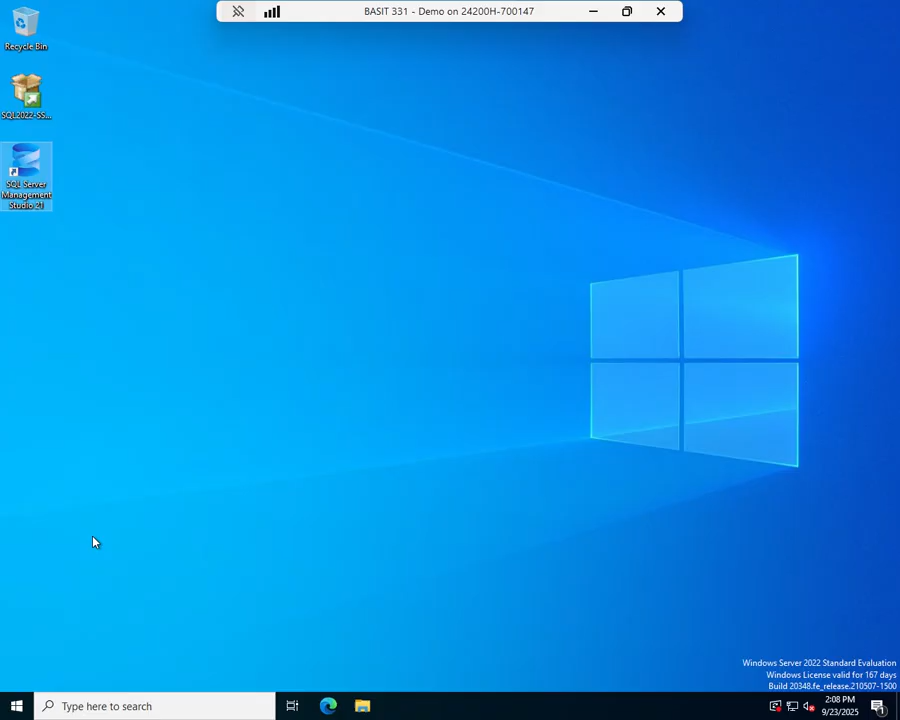 BASIT 331 - Demo on 24200H-700147
Recycle Bin
SQL2022-SS...
SQL Server
Management
Studio 21
Windows Server 2022 Standard Evaluation
Windows License valid for 167 days
Build 20348.fe_release.210507-1500
Type here to search
2:08 PM
9/23/2025
1